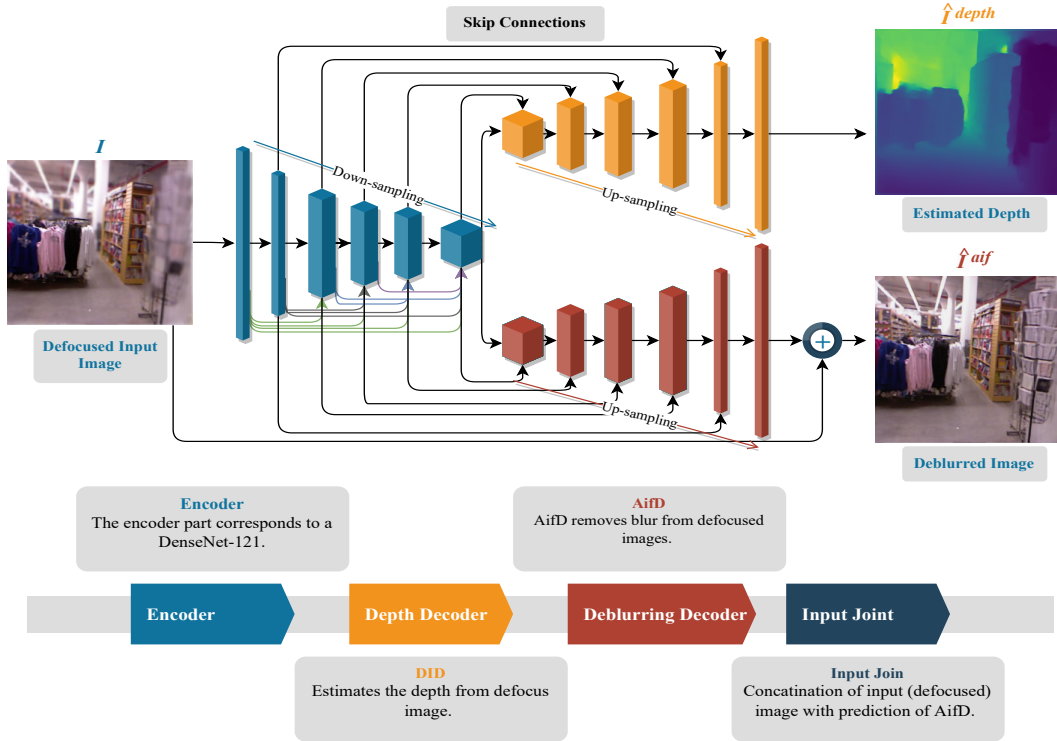 Skip Connections
Î depth
I
Down-sampling
Up-sampling
Estimated Depth
Î aif
Defocused Input
Image
+
Up-sampling
Deblurred Image
Encoder
The encoder part corresponds to a
DenseNet-121.
AifD
AifD removes blur from defocused
images.
Encoder
Depth Decoder
Deblurring Decoder
Input Joint
DID
Estimates the depth from defocus
image.
Input Join
Concatination of input (defocused)
image with prediction of AifD.